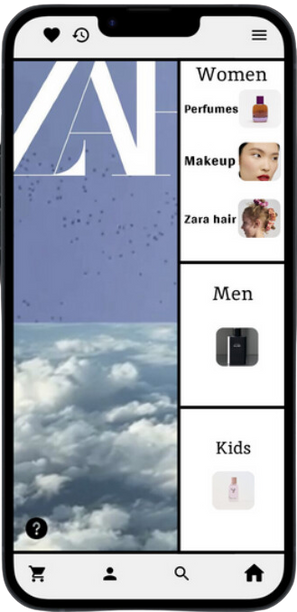 ZA
Women
Perfumes
Makeup
Zara hair
Men
Kids
?